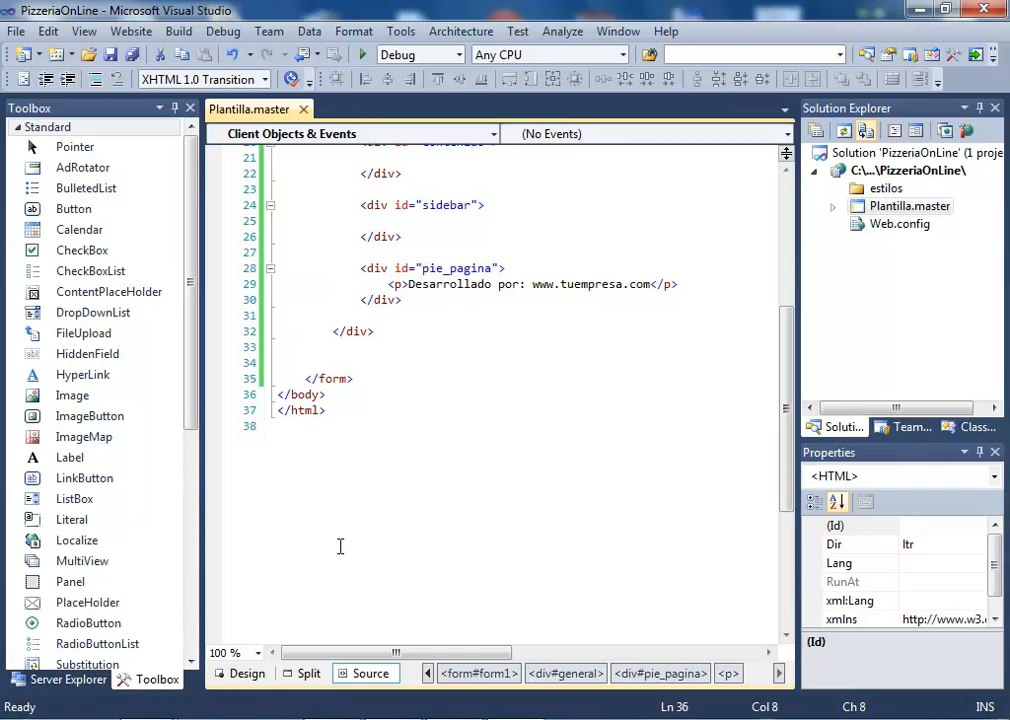 PizzeriaOnLine - Microsoft Visual Studio
File Edit View Website Build Debug Team Data Format Tools Architecture Test Analyze Window Help
Debug Any CPU
XHTML 1.0 Transition
Toolbox
Standard
Pointer
AdRotator
BulletedList
Button
Calendar
CheckBox
CheckBoxList
ContentPlaceHolder
DropDownList
FileUpload
HiddenField
HyperLink
Image
ImageButton
ImageMap
Label
LinkButton
ListBox
Literal
Localize
MultiView
Panel
PlaceHolder
RadioButton
RadioButtonList
Substitution
Server Explorer Toolbox
Plantilla.master
Client Objects & Events (No Events)
21
22 </div>
23
24 <div id="sidebar">
25
26 </div>
27
28 <div id="pie_pagina">
29 <p>Desarrollado por: www.tuempresa.com</p>
30 </div>
31
32 </div>
33
34
35 </form>
36 </body>
37 </html>
38
100 %
Design Split Source <form#form1> <div#general> <div#pie_pagina> <p>
Solution Explorer
Solution 'PizzeriaOnLine' (1 proje
C:\...\PizzeriaOnLine\
estilos
Plantilla.master
Web.config
Soluti... Team... Class...
Properties
<HTML>
(Id)
Dir ltr
Lang
RunAt
xml:Lang
xmlns http://www.w3.
(Id)
Ready Ln 36 Col 8 Ch 8 INS